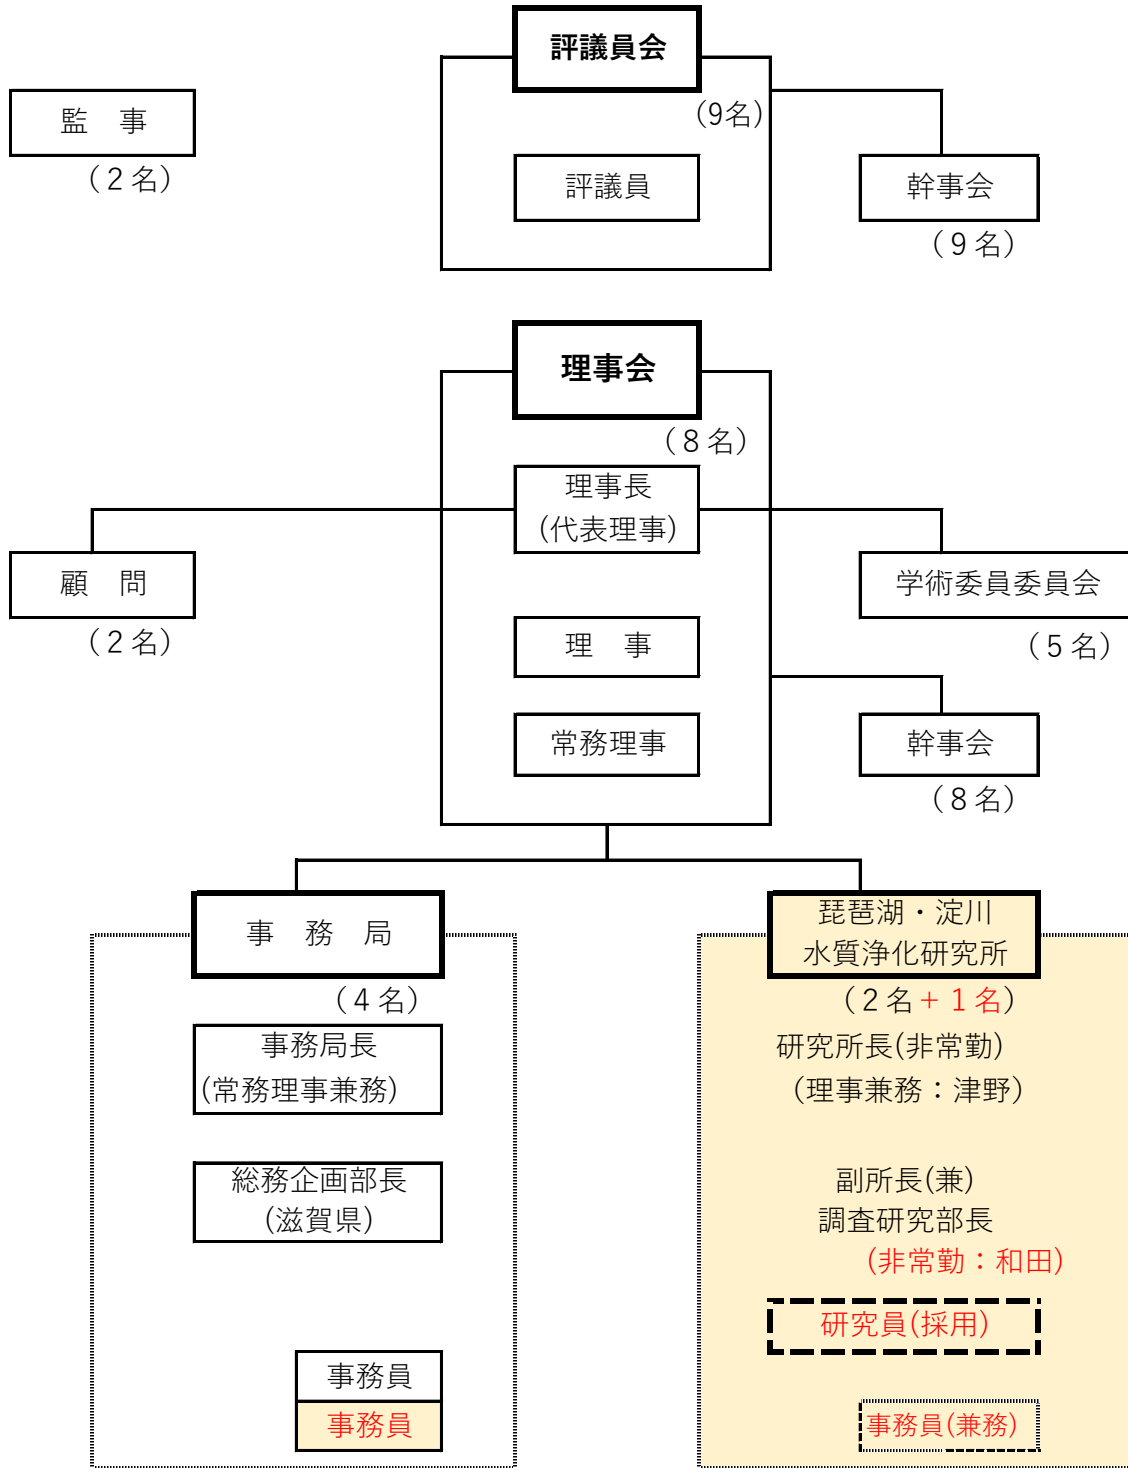 評議員会
(9名)
監　事
(2名)
評議員
幹事会
(9名)
理事会
(8名)
理事長
(代表理事)
顧　問
(2名)
学術委員委員会
(5名)
理　事
常務理事
幹事会
(8名)
事　務　局
(4名)
事務局長
(常務理事兼務)
総務企画部長
(滋賀県)
事務員
事務員
琵琶湖・淀川
水質浄化研究所
(2名＋1名)
研究所長(非常勤)
(理事兼務：津野)
副所長(兼)
調査研究部長
(非常勤：和田)
研究員(採用)
事務員(兼務)